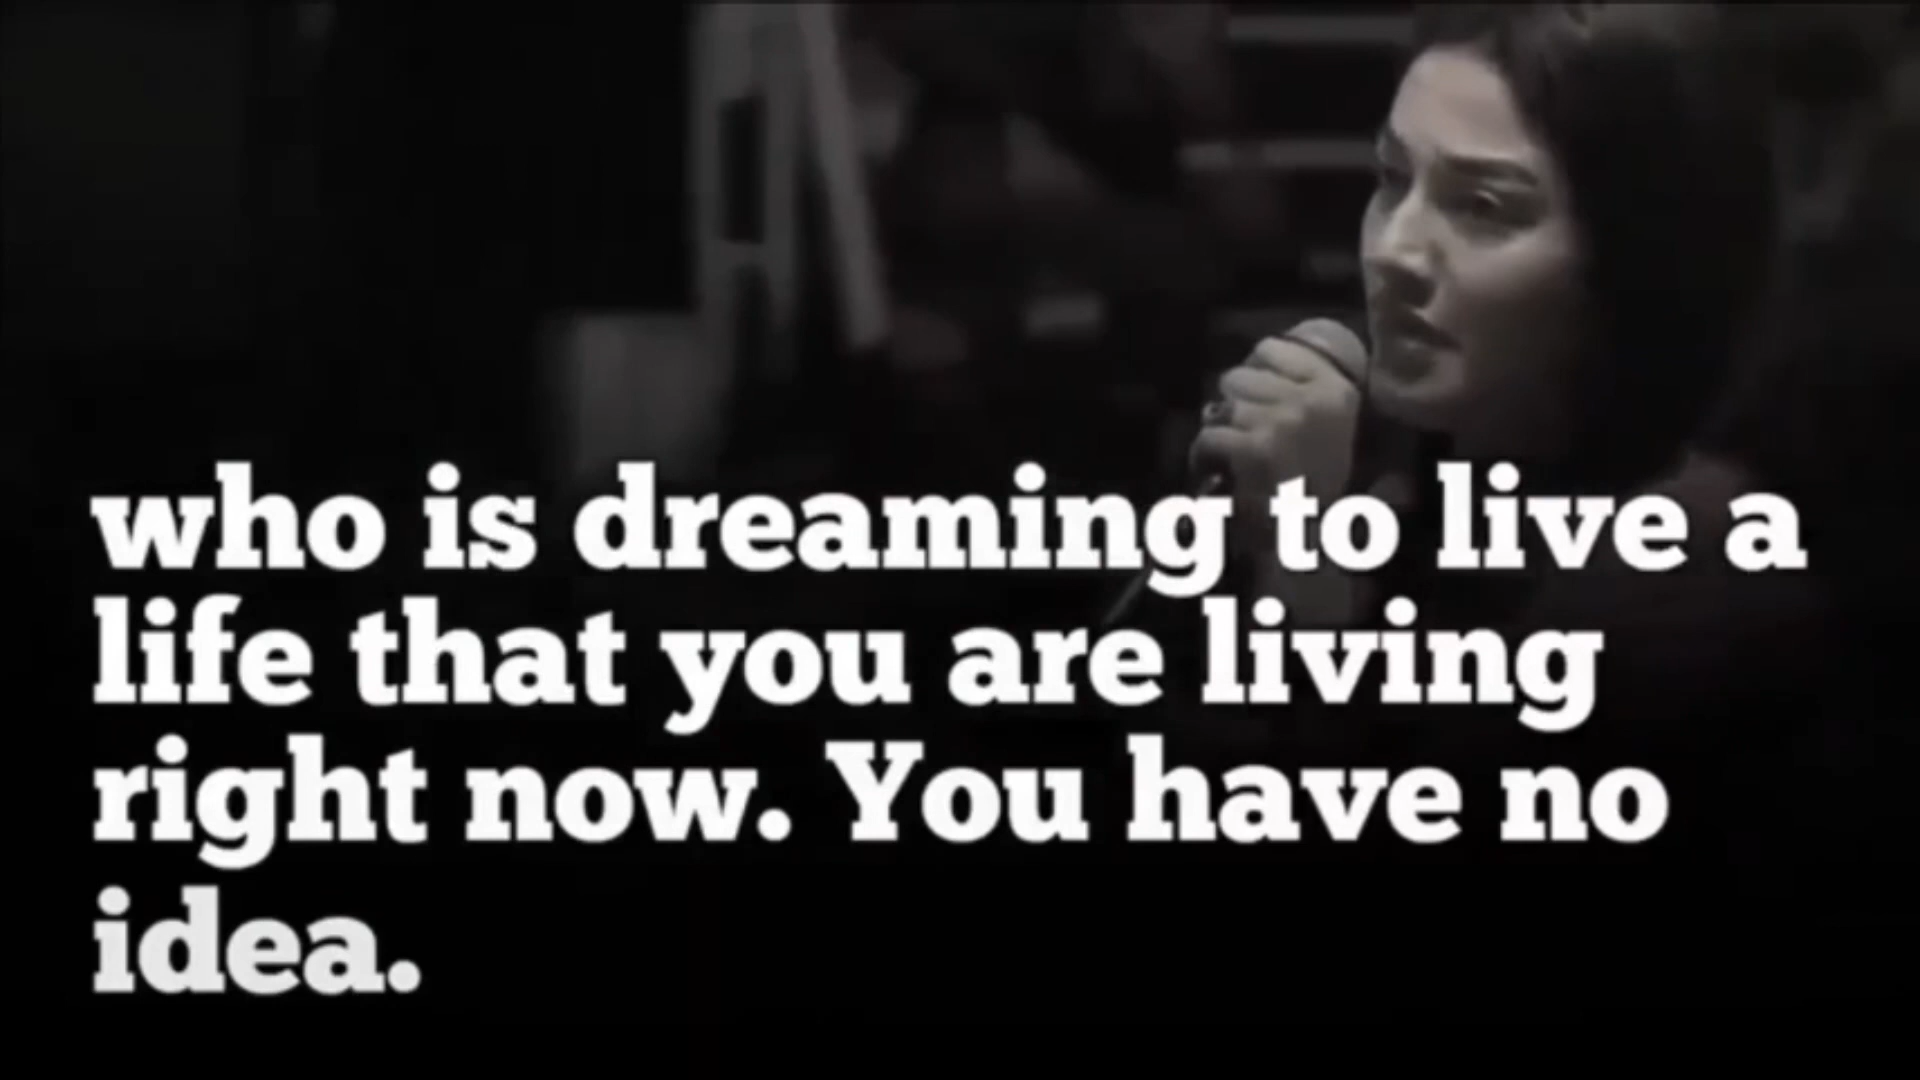 who is dreaming to live a
life that you are living
right now. You have no
idea.